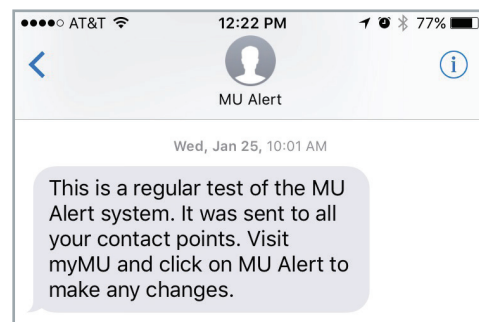 AT&T 12:22 PM 77%
MU Alert
Wed, Jan 25, 10:01 AM
This is a regular test of the MU
Alert system. It was sent to all
your contact points. Visit
myMU and click on MU Alert to
make any changes.